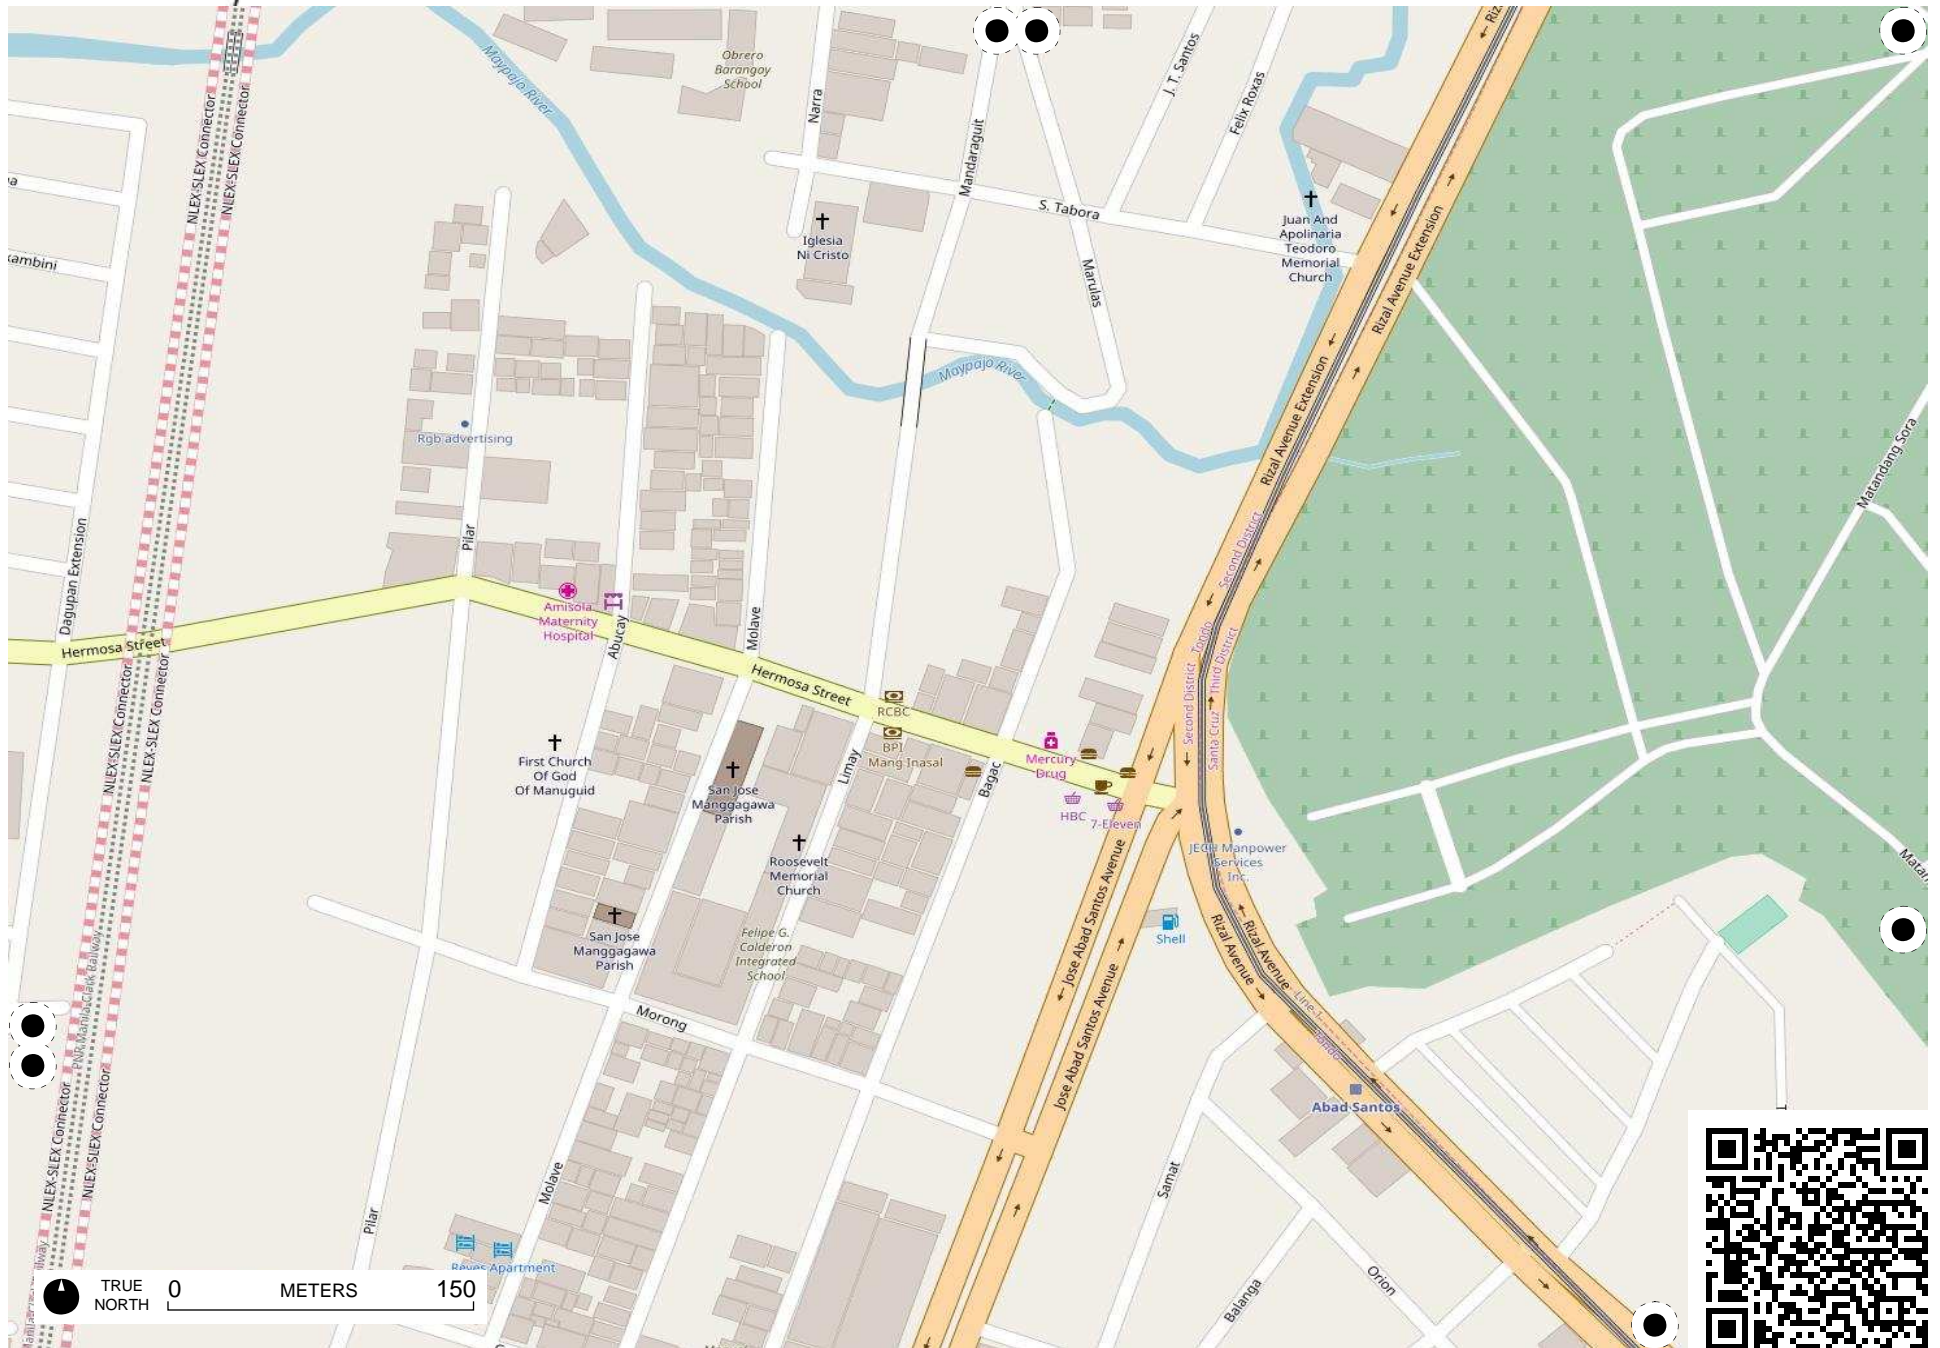 Riz
J. T. Santos
Obrero
Barangay
School
Maypajo River
Narra
Felix Roxas
NLEX-SLEX Connector
NLEX-SLEX Connector
Mandaraguit
S. Tabora
Iglesia
Ni Cristo
Juan And
Apolinaria
Teodoro
Memorial
Church
Rizal Avenue Extension
Marulas
Maypajo River
Rizal Avenue Extension
Rgb advertising
Matandang Sora
Pilar
Dagupan Extension
Second District
Amisola
Maternity
Hospital
Abucay
Molave
Tondo
Third District
Hermosa Street
Hermosa Street
Second District
Santa Cruz
RCBC
BPI
Mang Inasal
NLEX-SLEX Connector
NLEX-SLEX Connector
First Church
Of God
Of Manuguid
San Jose
Manggagawa
Parish
Limay
Bagac
Mercury
Drug
HBC
7-Eleven
JECH Manpower
Services
Inc.
Roosevelt
Memorial
Church
Jose Abad Santos Avenue
San Jose
Manggagawa
Parish
Felipe G.
Calderon
Integrated
School
Shell
Rizal Avenue
Rizal Avenue
PNR Manila-Clark Railway
Line 1
Tondo
Morong
Jose Abad Santos Avenue
Abad Santos
NLEX-SLEX Connector
NLEX-SLEX Connector
Molave
Samat
Pilar
Reyes Apartment
Balanga
Orion
TRUE
NORTH
0 METERS 150